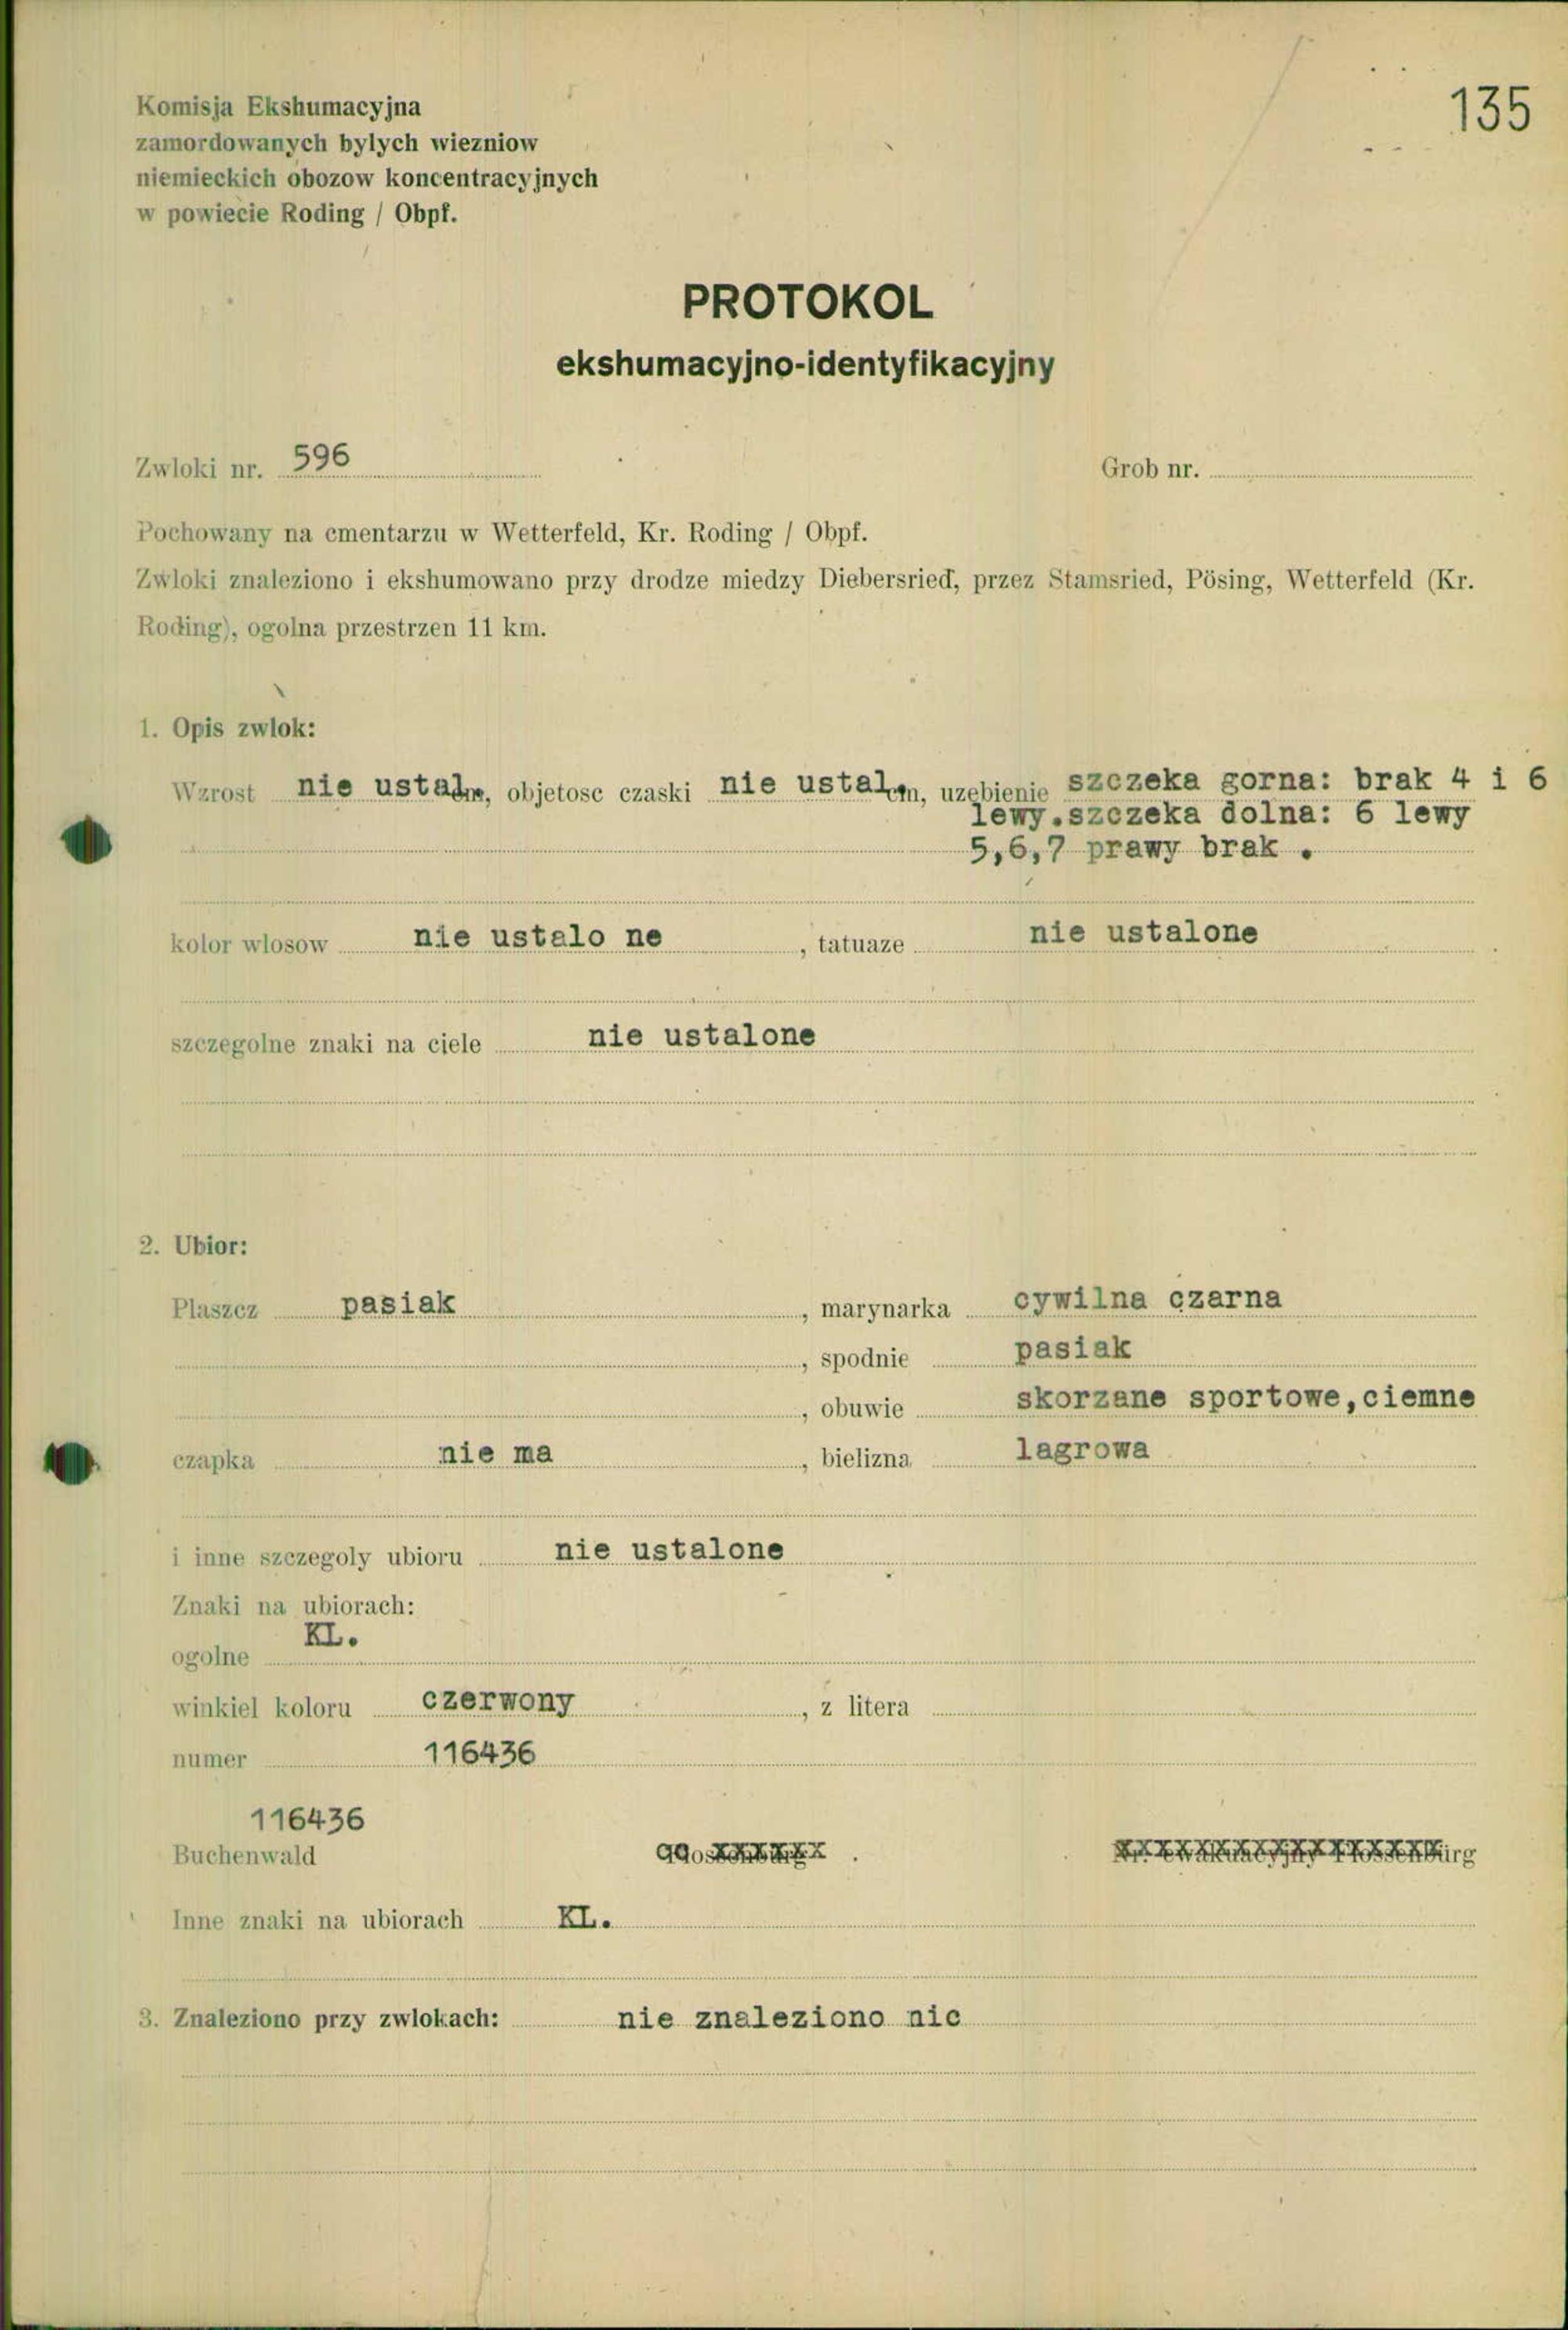 135
Komisja Ekshumacyjna
zamordowanych bylych wiezniow
niemieckich obozow koncentracyjnych
w powiecie Roding / Obpf.
PROTOKOL
ekshumacyjno-identyfikacyjny
Zwloki nr. 596 Grob nr.
Pochowany na cmentarzu w Wetterfeld, Kr. Roding / Obpf.
Zwloki znaleziono i ekshumowano przy drodze miedzy Diebersried, przez Stamsried, Pösing, Wetterfeld (Kr.
Roding), ogolna przestrzen 11 km.
1. Opis zwlok:
Wzrost nie , objetosc czaski nie , uzebienie szczeka gorna: brak 4 i 6
lewy.szczeka dolna: 6 lewy
5,6,7 prawy brak .
kolor wlosow nie ustalo ne , tatuaze nie ustalone
szczegolne znaki na ciele nie ustalone
2. Ubior:
Plaszcz pasiak , marynarka cywilna czarna
, spodnie pasiak
, obuwie skorzane sportowe,ciemne
czapka nie ma , bielizna lagrowa
i inne szczegoly ubioru nie ustalone
Znaki na ubiorach:
ogolne KL.
winkiel koloru czerwony , z litera
numer 116436
116436
Buchenwald
Inne znaki na ubiorach KL.
3. Znaleziono przy zwlokach: nie znaleziono nic